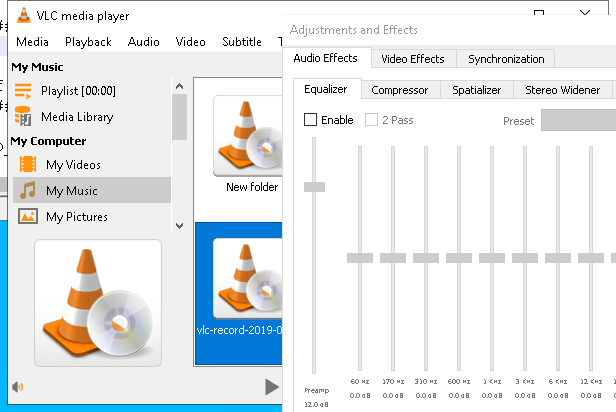 VLC media player
Media Playback Audio Video Subtitle T
My Music
Playlist [00:00]
Media Library
My Computer
My Videos
My Music
My Pictures
New folder
vlc-record-2019-0
Adjustments and Effects
Audio Effects Video Effects Synchronization
Equalizer Compressor Spatializer Stereo Widener
Enable 2 Pass Preset
60 Hz 170 Hz 310 Hz 600 Hz 1 KHz 3 KHz 6 KHz 12 KHz
0.0 dB 0.0 dB 0.0 dB 0.0 dB 0.0 dB 0.0 dB 0.0 dB 0.0 dB
Preamp
12.0 dB